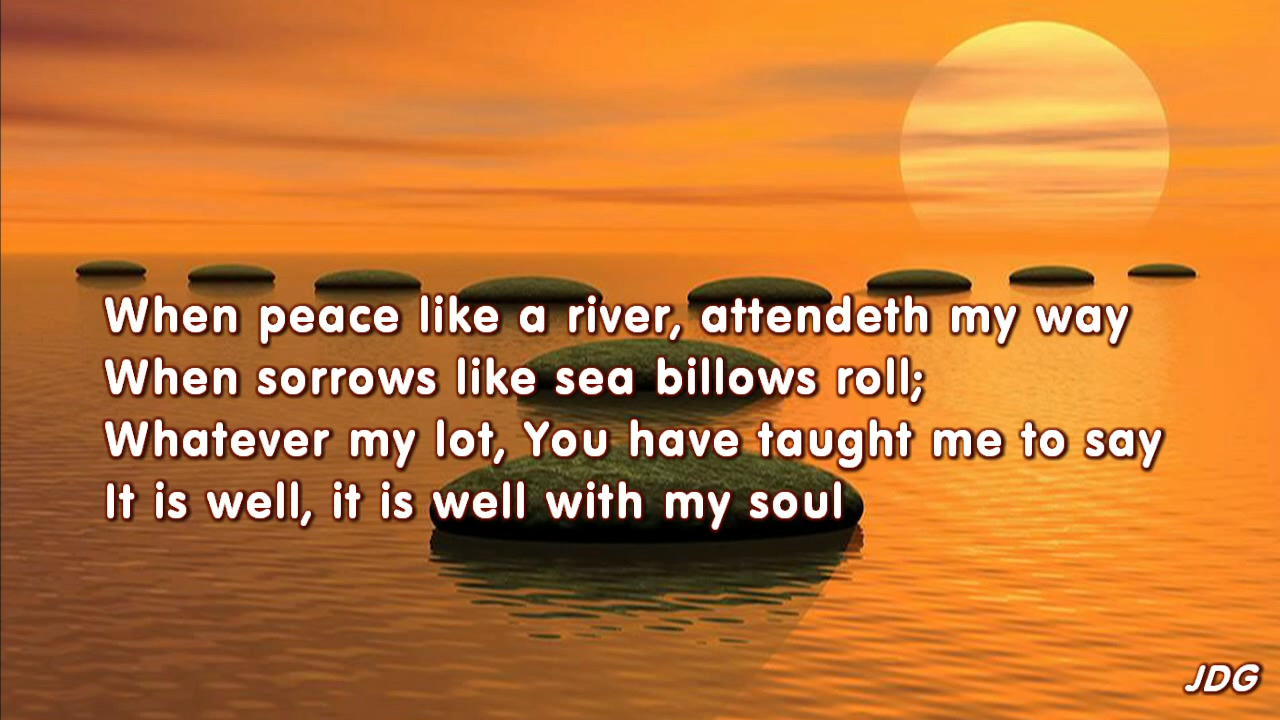 When peace like a river, attendeth my way
When sorrows like sea billows roll;
Whatever my lot, You have taught me to say
It is well, it is well with my soul
JDG